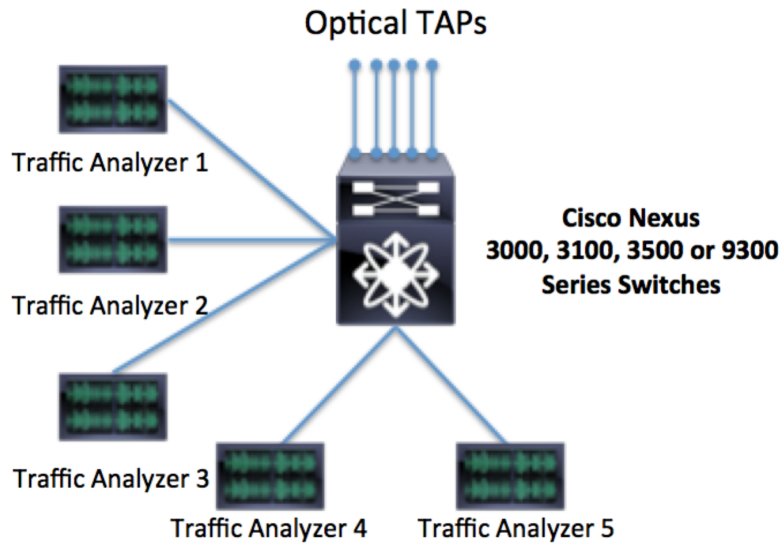 Optical TAPs
Traffic Analyzer 1
Cisco Nexus
3000, 3100, 3500 or 9300
Series Switches
Traffic Analyzer 2
Traffic Analyzer 3
Traffic Analyzer 4
Traffic Analyzer 5